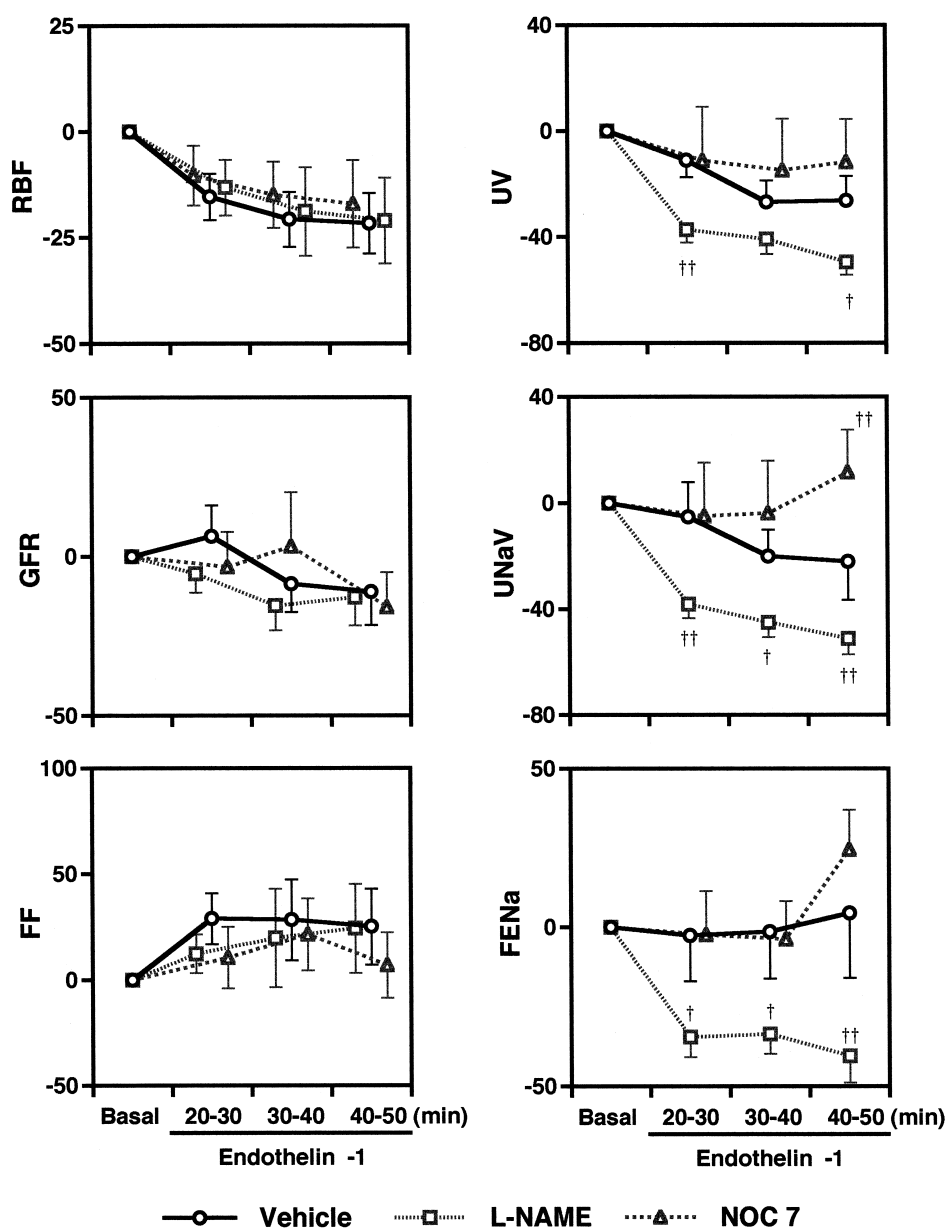 25
0
-25
-50
RBF
40
0
-40
-80
UV
††
†
50
0
-50
GFR
40
0
-40
-80
UNaV
††
††
†
††
100
50
0
-50
FF
Basal 20-30 30-40 40-50 (min)
Endothelin -1
50
0
-50
FENa
†
†
††
Basal 20-30 30-40 40-50 (min)
Endothelin -1
Vehicle L-NAME NOC 7